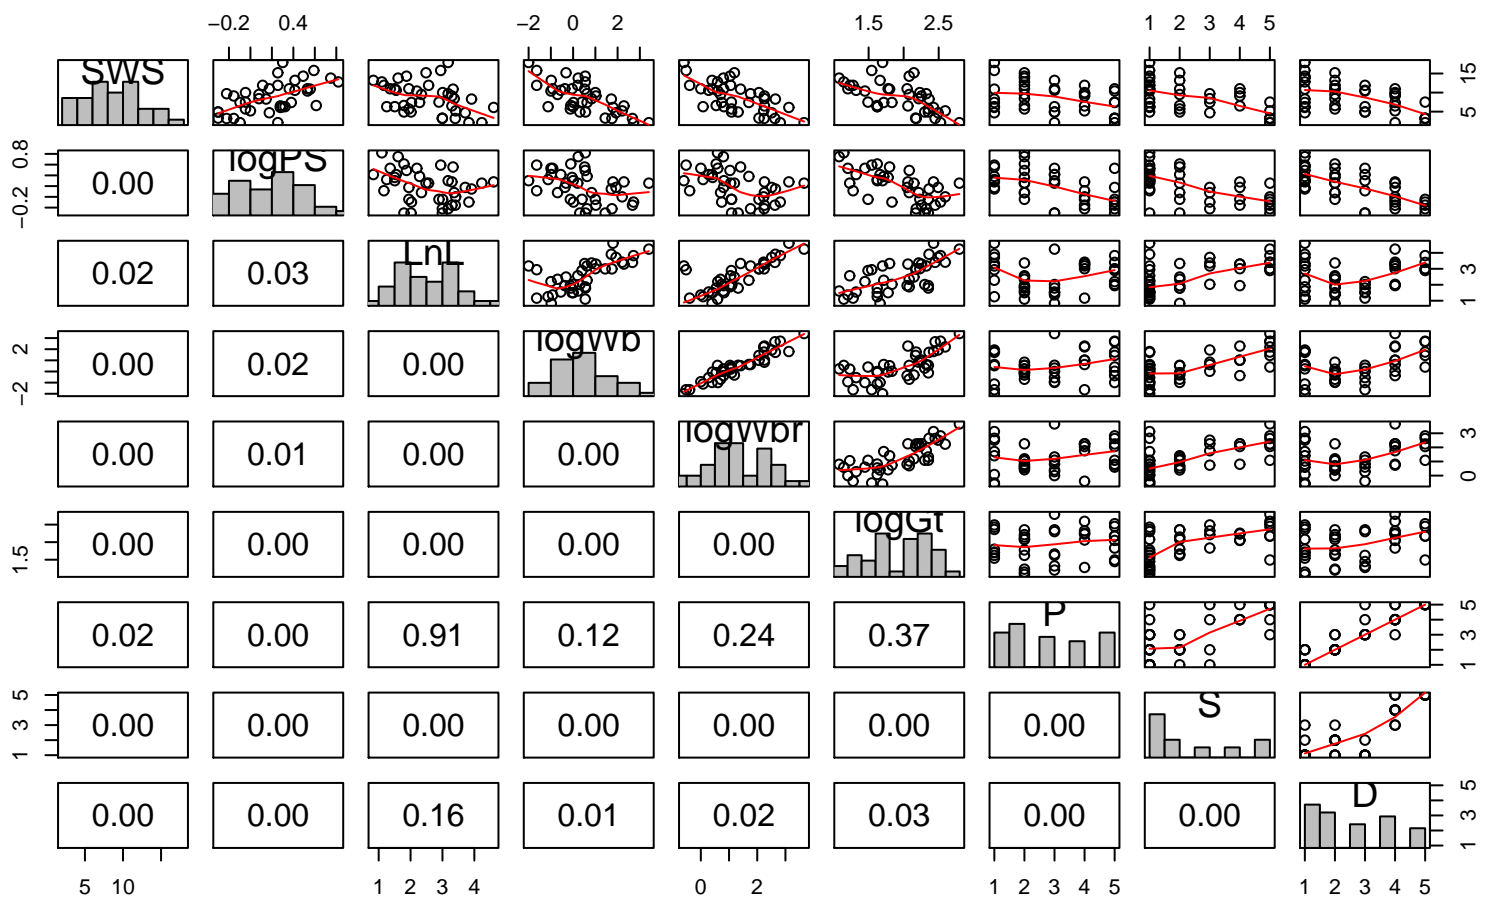 −0.2 0.4 −2 0 2 1.5 2.5 1 2 3 4 5
SWS 5 15
−0.2 0.8 0.00 logPS
0.02 0.03 LnL 1 3
−2 2 0.00 0.02 0.00 logWb
0.00 0.01 0.00 0.00 logWbr 0 3
1.5 0.00 0.00 0.00 0.00 0.00 logGt
0.02 0.00 0.91 0.12 0.24 0.37 P 1 3 5
1 3 5 0.00 0.00 0.00 0.00 0.00 0.00 0.00 S
0.00 0.00 0.16 0.01 0.02 0.03 0.00 0.00 D 1 3 5
5 10 1 2 3 4 0 2 1 2 3 4 5 1 2 3 4 5